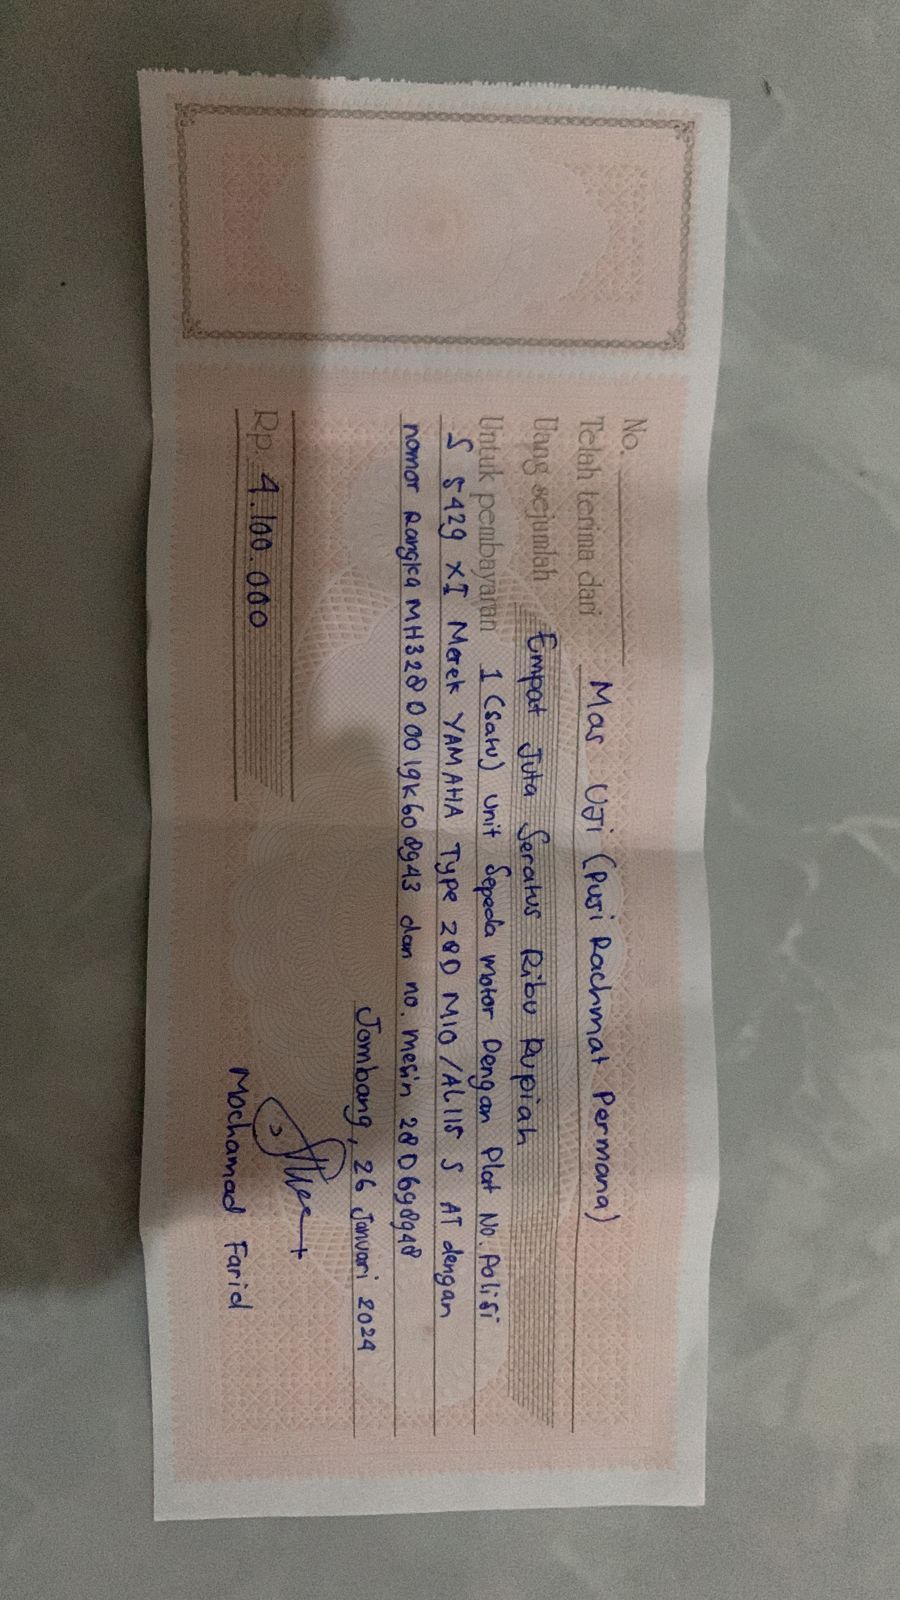 No.
Telah terima dari Mas UJi (Puji Rachmat Permana)
Uang sejumlah Empat Juta Seratus Ribu Rupiah
Untuk pembayaran 1 (satu) unit Sepeda motor Dengan Plat No. Polisi
S 5429 XI Merek YAMAHA Type 28D MIO/AL115 S AT dengan
nomor rangka MH328D0019K608943 dan no. mesin 28D698948
Jombang, 26 Januari 2024
Rp. 4.100.000
Mochamad Farid